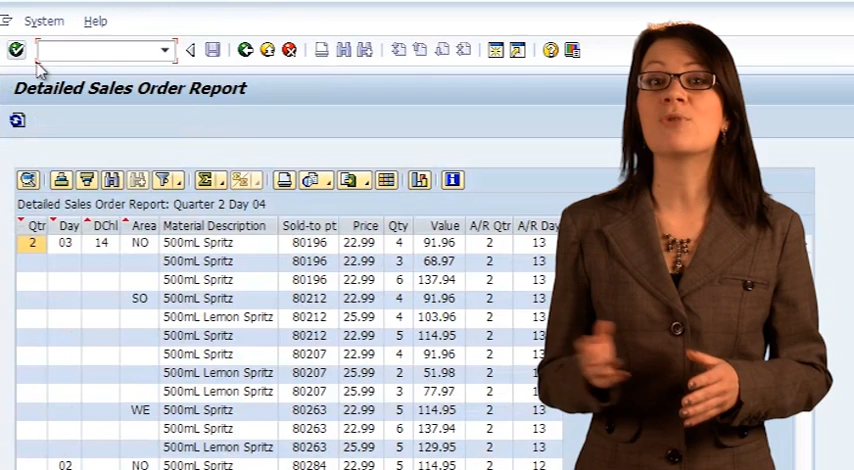 System Help
Detailed Sales Order Report
Detailed Sales Order Report: Quarter 2 Day 04
Qtr Day DChl Area Material Description Sold-to pt Price Qty Value A/R Qtr A/R Day
2 03 14 NO 500mL Spritz 80196 22.99 4 91.96 2 13
500mL Spritz 80196 22.99 3 68.97 2 13
500mL Spritz 80196 22.99 6 137.94 2 13
SO 500mL Spritz 80212 22.99 4 91.96 2 13
500mL Lemon Spritz 80212 25.99 4 103.96 2 13
500mL Spritz 80212 22.99 5 114.95 2 13
500mL Spritz 80207 22.99 4 91.96 2 13
500mL Lemon Spritz 80207 25.99 2 51.98 2 13
500mL Lemon Spritz 80207 25.99 3 77.97 2
WE 500mL Spritz 80263 22.99 5 114.95 2 13
500mL Spritz 80263 22.99 6 137.94 2 13
500mL Lemon Spritz 80263 25.99 5 129.95 2 13
02 NO 500mL Spritz 80284 22.99 5 114.95 2 12